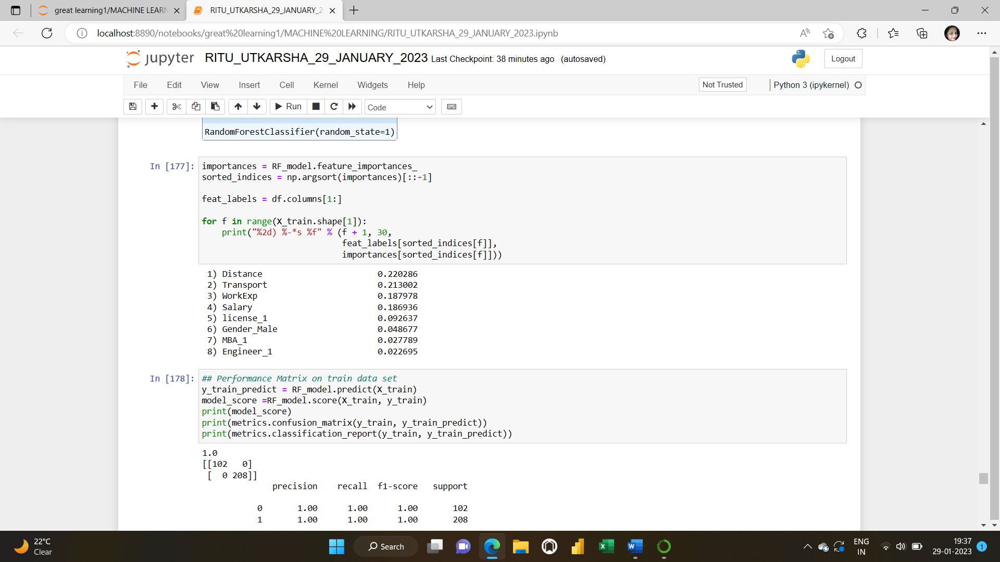 great learning1/MACHINE LEARN
RITU_UTKARSHA_29_JANUARY_2
localhost:8890/notebooks/great%20learning1/MACHINE%20LEARNING/RITU_UTKARSHA_29_JANUARY_2023.ipynb
jupyter RITU_UTKARSHA_29_JANUARY_2023 Last Checkpoint: 38 minutes ago (autosaved)
Logout
File Edit View Insert Cell Kernel Widgets Help
Not Trusted
Python 3 (ipykernel)
Run
Code
RandomForestClassifier(random_state=1)
In [177]:
importances = RF_model.feature_importances_
sorted_indices = np.argsort(importances)[::-1]
feat_labels = df.columns[1:]
for f in range(X_train.shape[1]):
    print("%2d) %-*s %f" % (f + 1, 30,
                            feat_labels[sorted_indices[f]],
                            importances[sorted_indices[f]]))
1) Distance 0.220286
2) Transport 0.213002
3) WorkExp 0.187978
4) Salary 0.186936
5) license_1 0.092637
6) Gender_Male 0.048677
7) MBA_1 0.027789
8) Engineer_1 0.022695
In [178]:
## Performance Matrix on train data set
y_train_predict = RF_model.predict(X_train)
model_score =RF_model.score(X_train, y_train)
print(model_score)
print(metrics.confusion_matrix(y_train, y_train_predict))
print(metrics.classification_report(y_train, y_train_predict))
1.0
[[102   0]
 [  0 208]]
precision recall f1-score support
0 1.00 1.00 1.00 102
1 1.00 1.00 1.00 208
22°C
Clear
Search
ENG
IN
19:37
29-01-2023
1